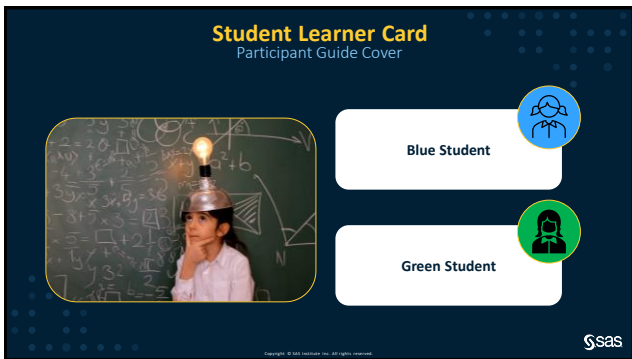 Student Learner Card
Participant Guide Cover
Blue Student
Green Student
sas
Copyright © SAS Institute Inc. All rights reserved.